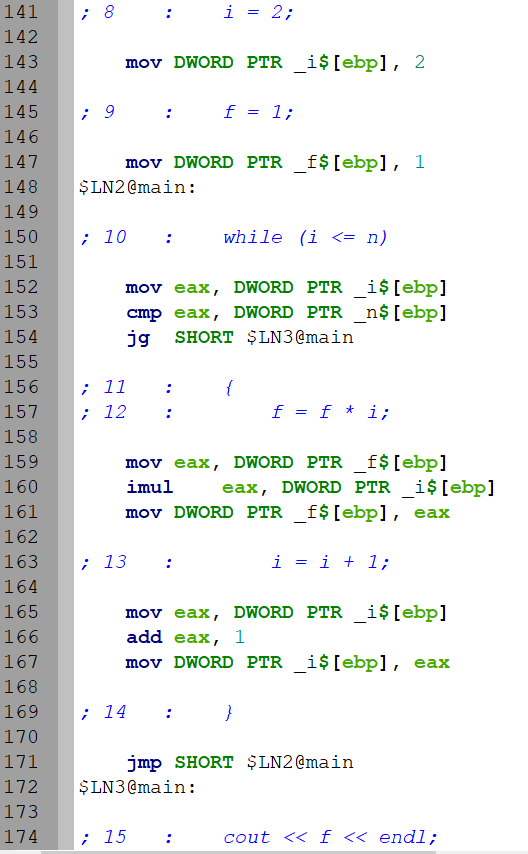 141 ; 8    :    i = 2;
142
143     mov DWORD PTR _i$[ebp], 2
144
145 ; 9    :    f = 1;
146
147     mov DWORD PTR _f$[ebp], 1
148 $LN2@main:
149
150 ; 10   :    while (i <= n)
151
152     mov eax, DWORD PTR _i$[ebp]
153     cmp eax, DWORD PTR _n$[ebp]
154     jg  SHORT $LN3@main
155
156 ; 11   :    {
157 ; 12   :        f = f * i;
158
159     mov eax, DWORD PTR _f$[ebp]
160     imul    eax, DWORD PTR _i$[ebp]
161     mov DWORD PTR _f$[ebp], eax
162
163 ; 13   :        i = i + 1;
164
165     mov eax, DWORD PTR _i$[ebp]
166     add eax, 1
167     mov DWORD PTR _i$[ebp], eax
168
169 ; 14   :    }
170
171     jmp SHORT $LN2@main
172 $LN3@main:
173
174 ; 15   :    cout << f << endl;